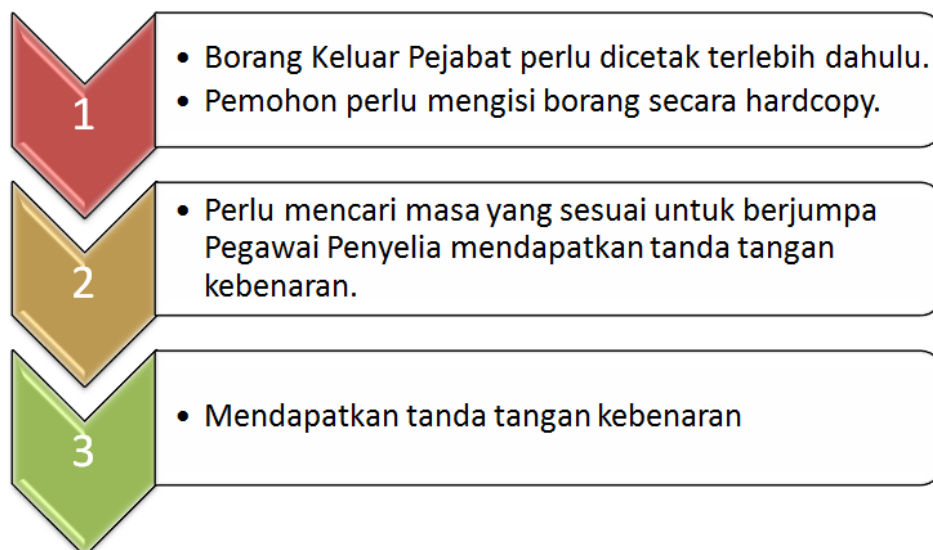 1
• Borang Keluar Pejabat perlu dicetak terlebih dahulu.
• Pemohon perlu mengisi borang secara hardcopy.
2
• Perlu mencari masa yang sesuai untuk berjumpa
Pegawai Penyelia mendapatkan tanda tangan
kebenaran.
3
• Mendapatkan tanda tangan kebenaran